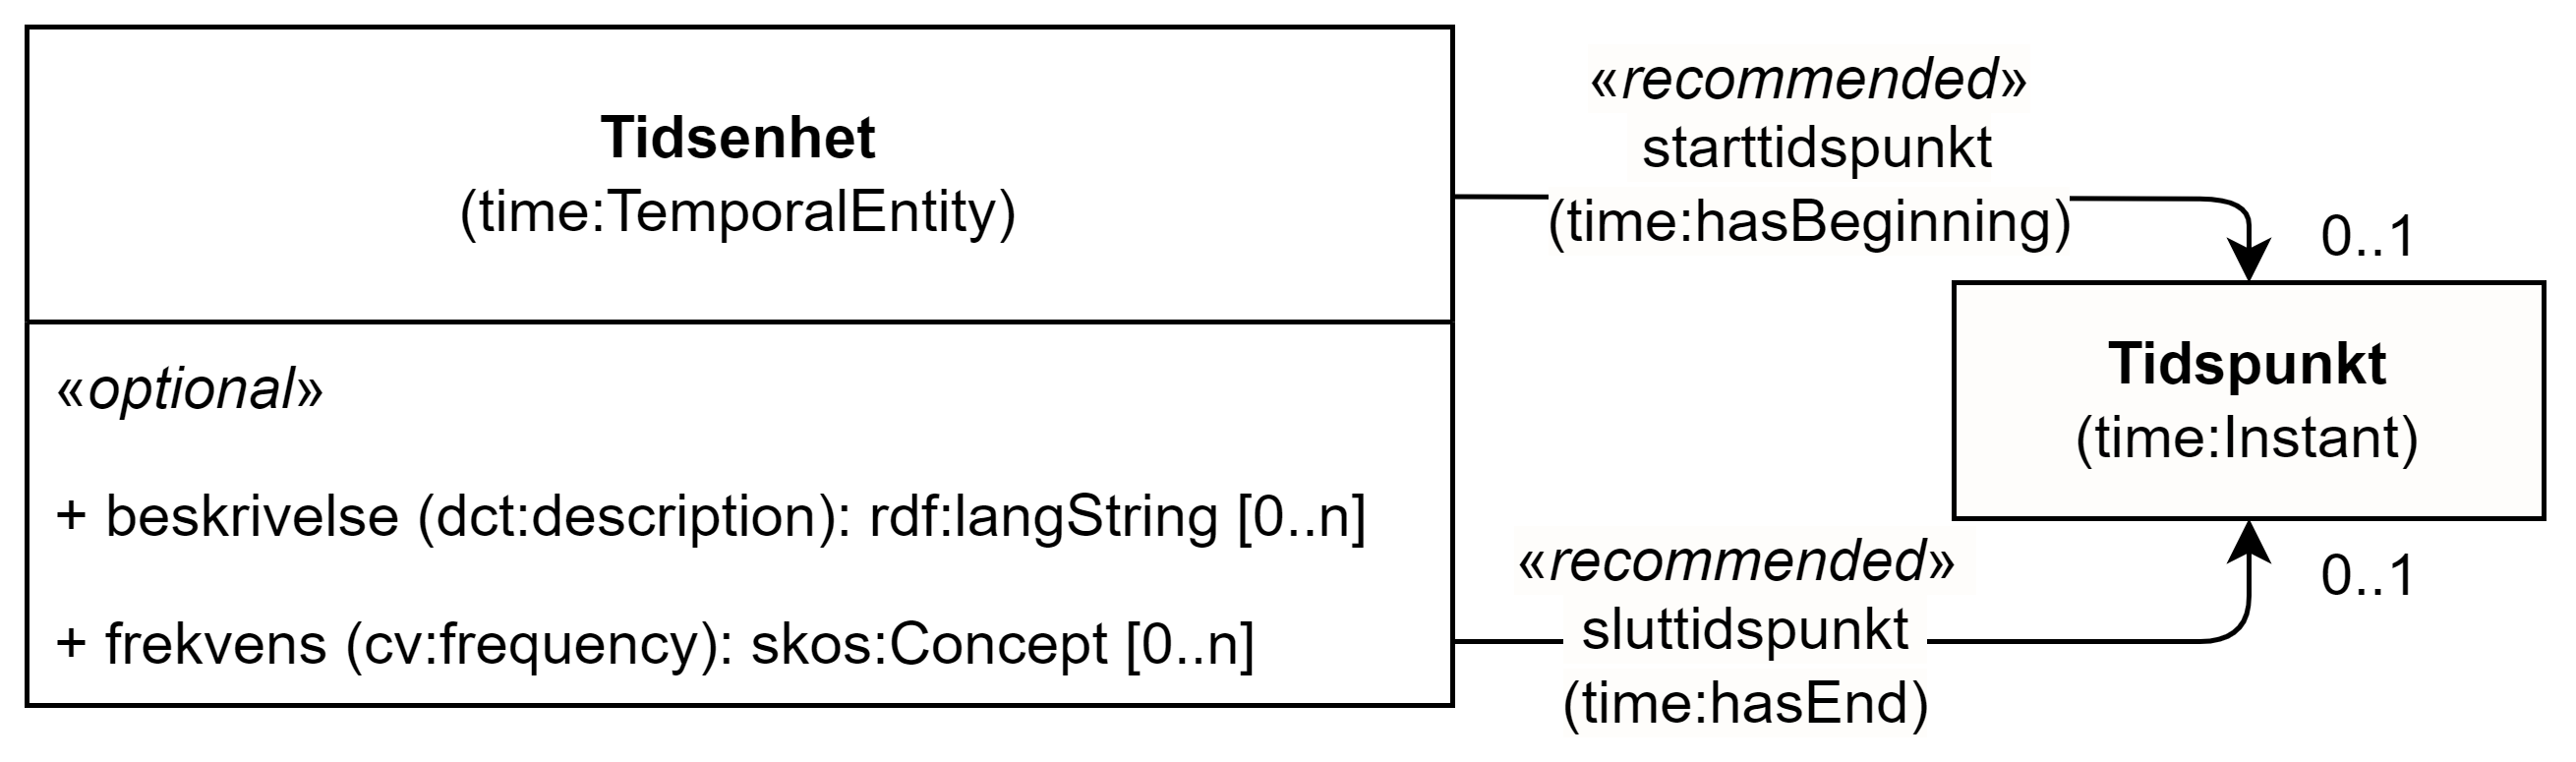 Tidsenhet
(time:TemporalEntity)
«optional»
+ beskrivelse (dct:description): rdf:langString [0..n]
+ frekvens (cv:frequency): skos:Concept [0..n]
«recommended»
starttidspunkt
(time:hasBeginning)
0..1
Tidspunkt
(time:Instant)
«recommended»
sluttidspunkt
(time:hasEnd)
0..1